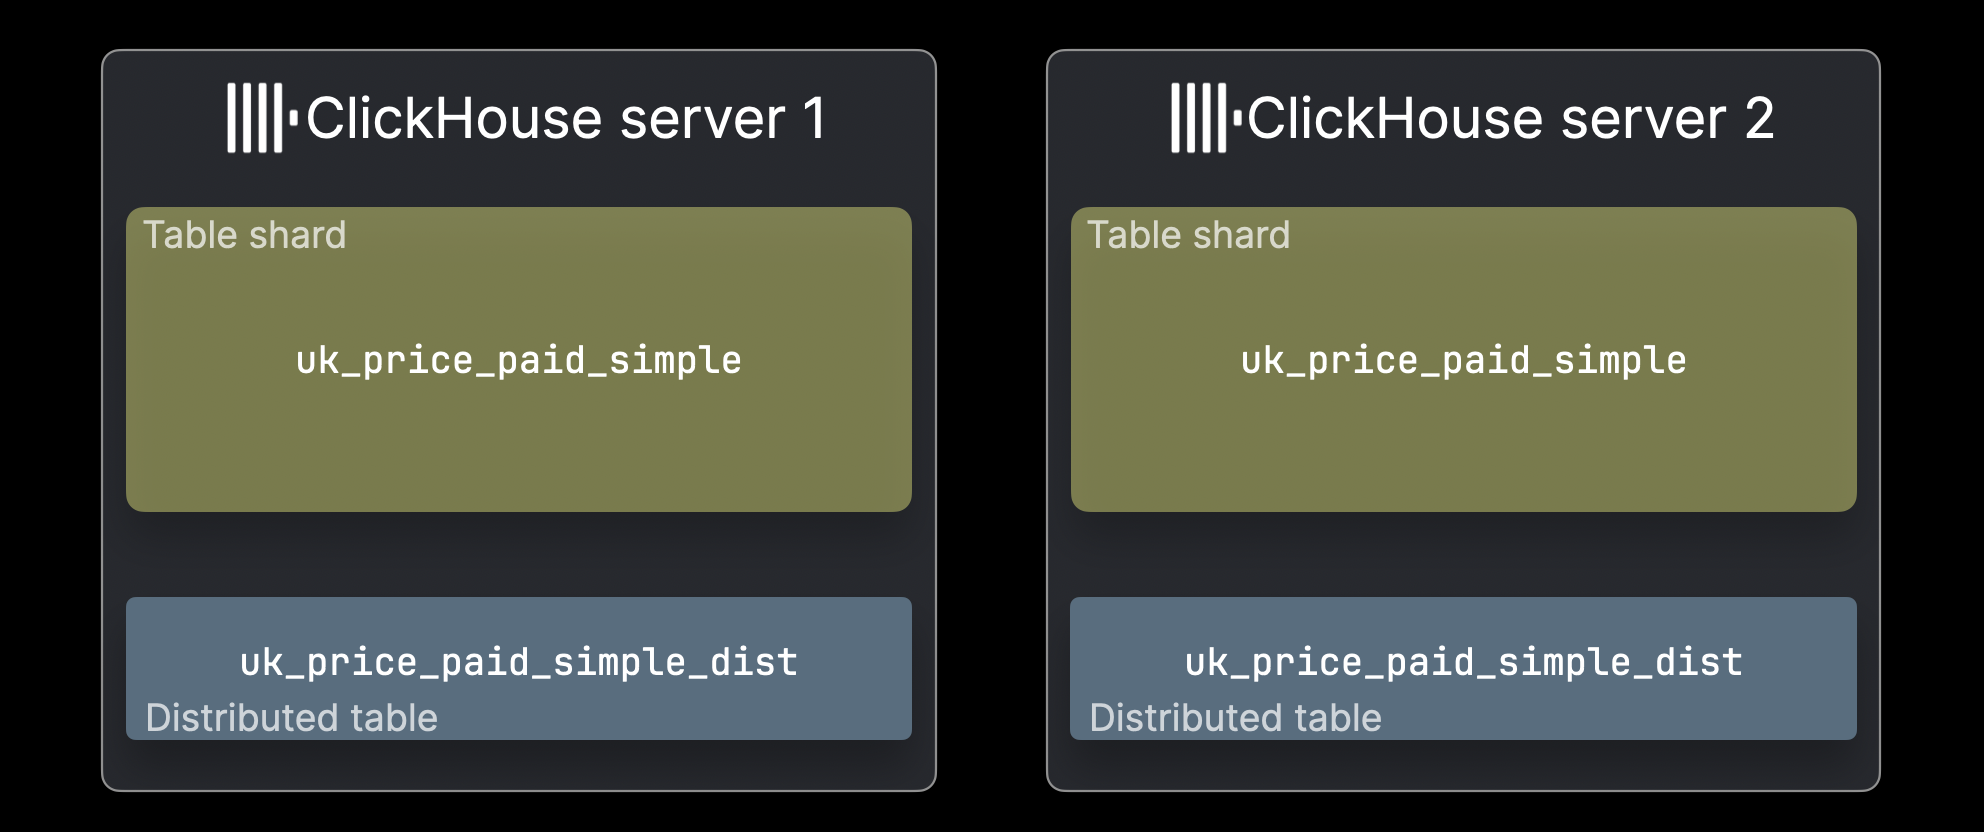 ClickHouse server 1
Table shard
uk_price_paid_simple
uk_price_paid_simple_dist
Distributed table
ClickHouse server 2
Table shard
uk_price_paid_simple
uk_price_paid_simple_dist
Distributed table